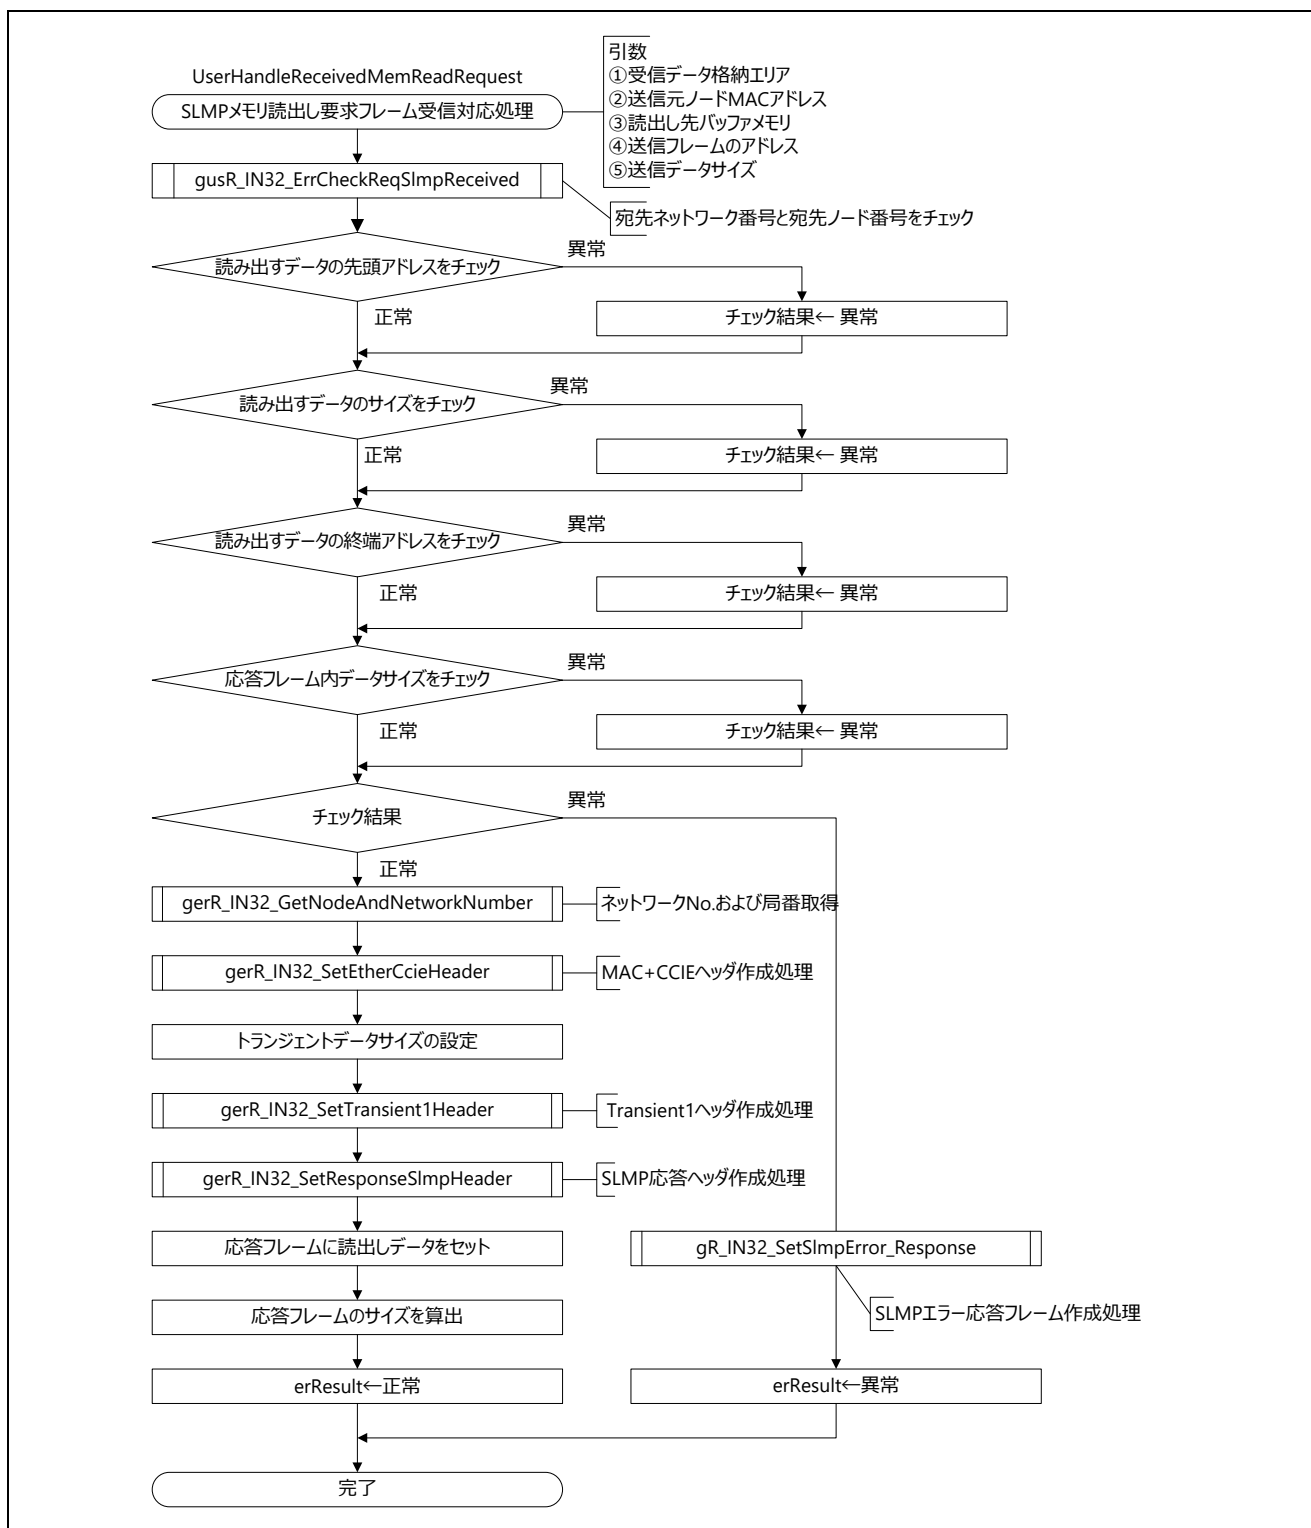 UserHandleReceivedMemReadRequest
SLMPメモリ読出し要求フレーム受信対応処理
引数
①受信データ格納エリア
②送信元ノードMACアドレス
③読出し先バッファメモリ
④送信フレームのアドレス
⑤送信データサイズ
gusR_IN32_ErrCheckReqSlmpReceived
宛先ネットワーク番号と宛先ノード番号をチェック
読み出すデータの先頭アドレスをチェック
異常
チェック結果← 異常
正常
読み出すデータのサイズをチェック
異常
チェック結果← 異常
正常
読み出すデータの終端アドレスをチェック
異常
チェック結果← 異常
正常
応答フレーム内データサイズをチェック
異常
チェック結果← 異常
正常
チェック結果
異常
正常
gerR_IN32_GetNodeAndNetworkNumber
ネットワークNo.および局番取得
gerR_IN32_SetEtherCcieHeader
MAC+CCIEヘッダ作成処理
トランジェントデータサイズの設定
gerR_IN32_SetTransient1Header
Transient1ヘッダ作成処理
gerR_IN32_SetResponseSlmpHeader
SLMP応答ヘッダ作成処理
応答フレームに読出しデータをセット
gR_IN32_SetSlmpError_Response
応答フレームのサイズを算出
SLMPエラー応答フレーム作成処理
erResult←正常
erResult←異常
完了